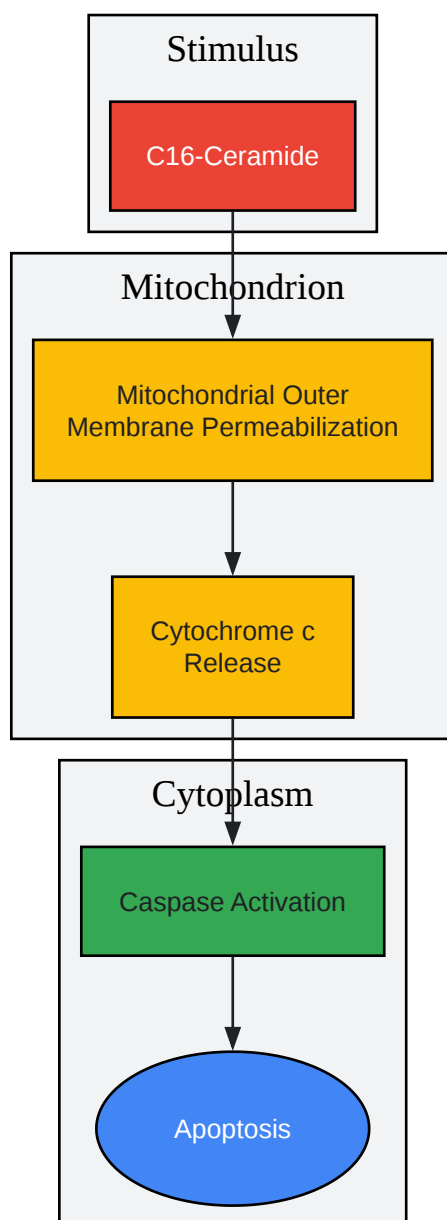 Stimulus
C16-Ceramide
Mitochondrion
Mitochondrial Outer
Membrane Permeabilization
Cytochrome c
Release
Cytoplasm
Caspase Activation
Apoptosis